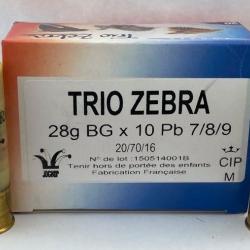 Trio Zebra
TRIO ZEBRA
28g BG x 10 Pb 7/8/9
20/70/16
N° de lot : 150514001B
Tenir hors de portée des enfants
Fabrication Française
CIP
M